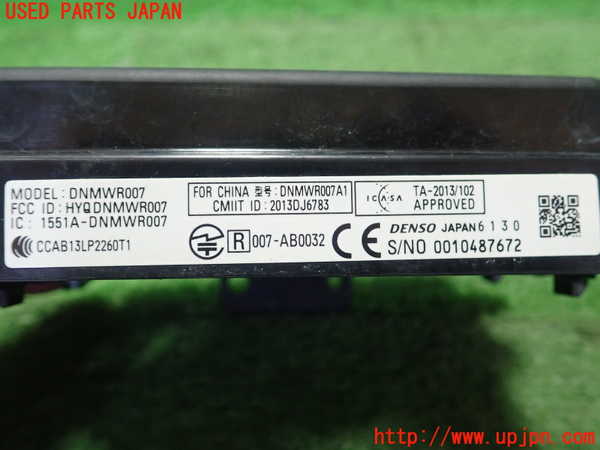 USED PARTS JAPAN
MODEL: DNMWR007
FCC ID: HYQDNMWR007
IC: 1551A-DNMWR007
CCAB13LP2260T1
FOR CHINA 型号: DNMWR007A1
CMIIT ID: 2013DJ6783
R 007-AB0032
ICASA
TA-2013/102
APPROVED
CE
DENSO JAPAN 6130
S/NO 0010487672
http://www.upjpn.com/